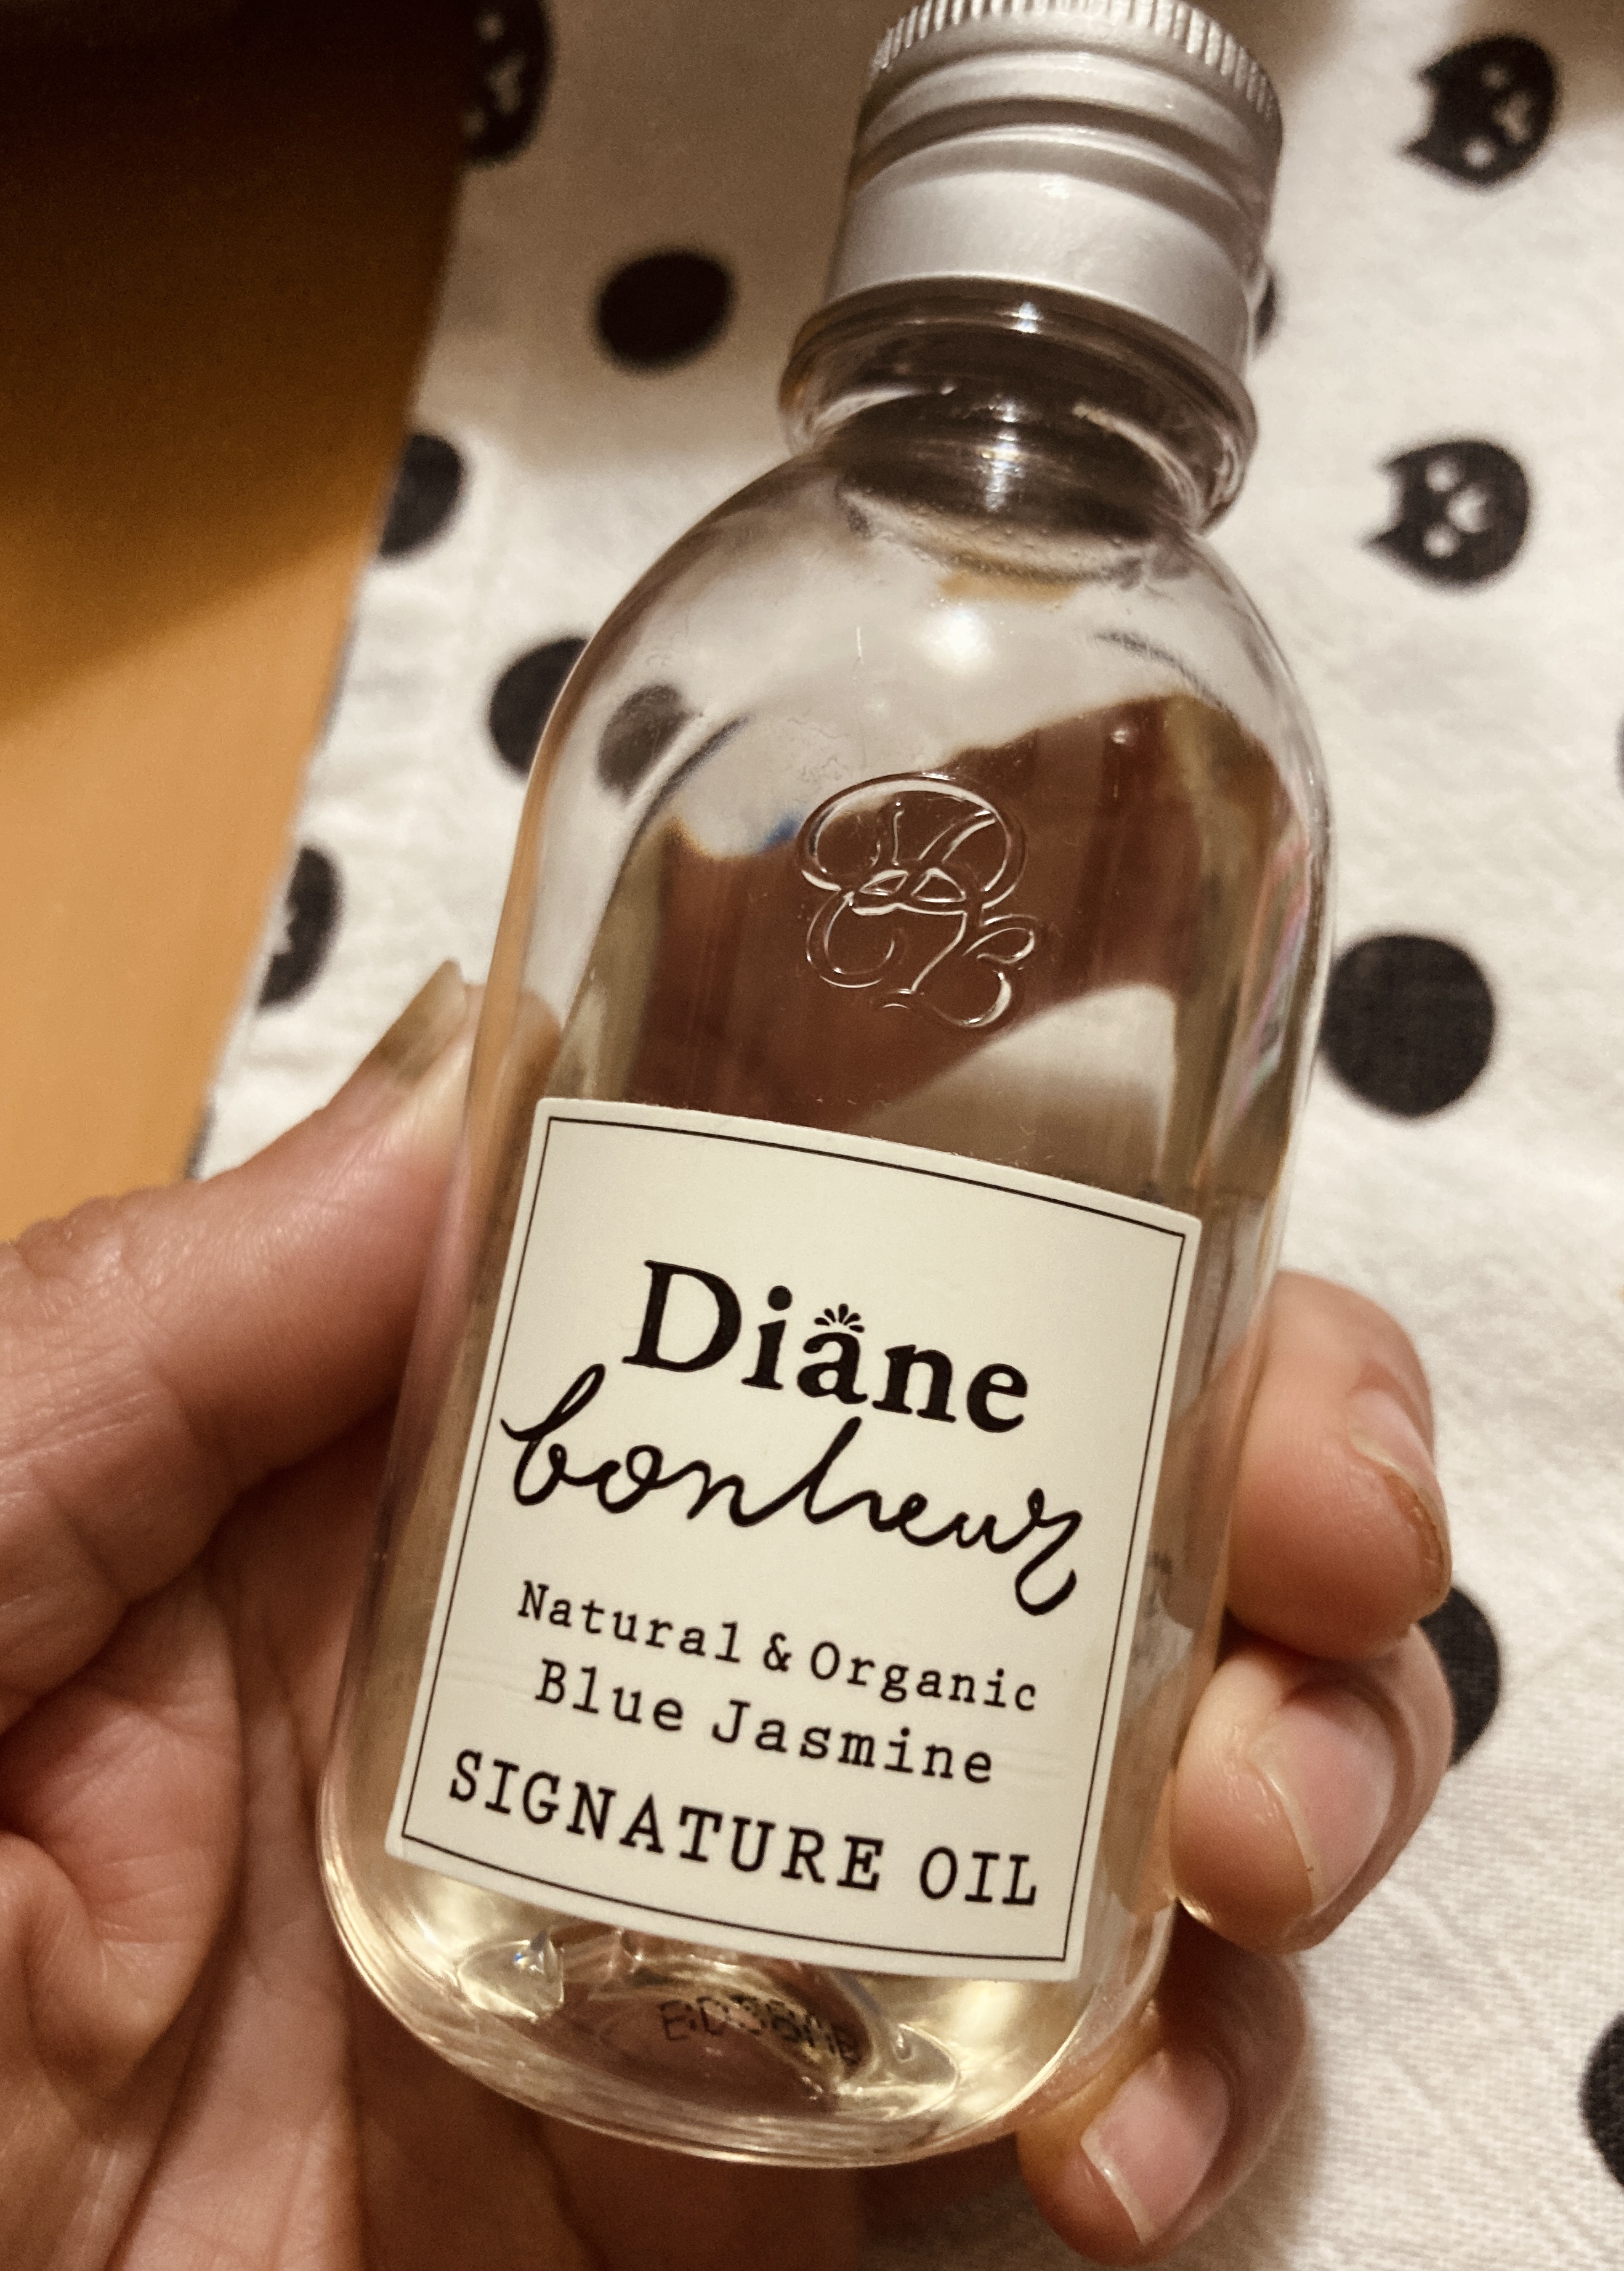 Diane
bonheur
Natural & Organic
Blue Jasmine
SIGNATURE OIL